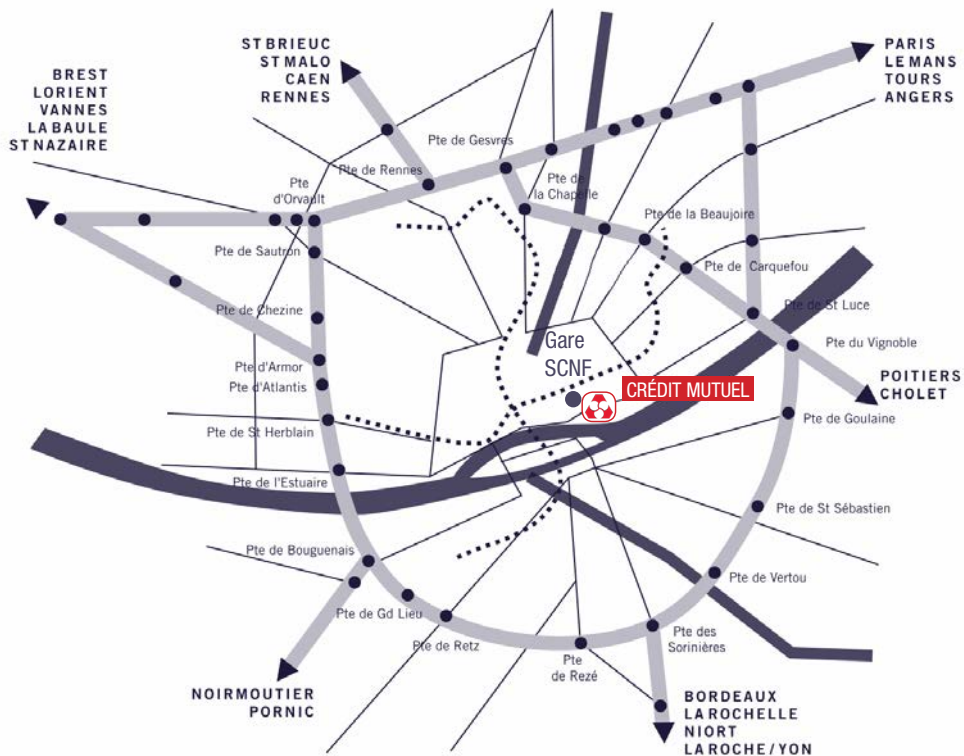 ST BRIEUC
ST MALO
CAEN
RENNES
PARIS
LE MANS
TOURS
ANGERS
BREST
LORIENT
VANNES
LA BAULE
ST NAZAIRE
Pte de Gesvres
Pte de Rennes
Pte de
la Chapelle
Pte
d'Orvault
Pte de la Beaujoire
Pte de Sautron
Pte de Carquefou
Pte de Chezine
Pte de St Luce
Gare
SCNF
Pte du Vignoble
Pte d'Armor
Pte d'Atlantis
CRÉDIT MUTUEL
POITIERS
CHOLET
Pte de Goulaine
Pte de St Herblain
Pte de l'Estuaire
Pte de St Sébastien
Pte de Bouguenais
Pte de Vertou
Pte de Gd Lieu
Pte de Retz
Pte des
Sorinières
Pte
de Rezé
NOIRMOUTIER
PORNIC
BORDEAUX
LA ROCHELLE
NIORT
LA ROCHE/YON